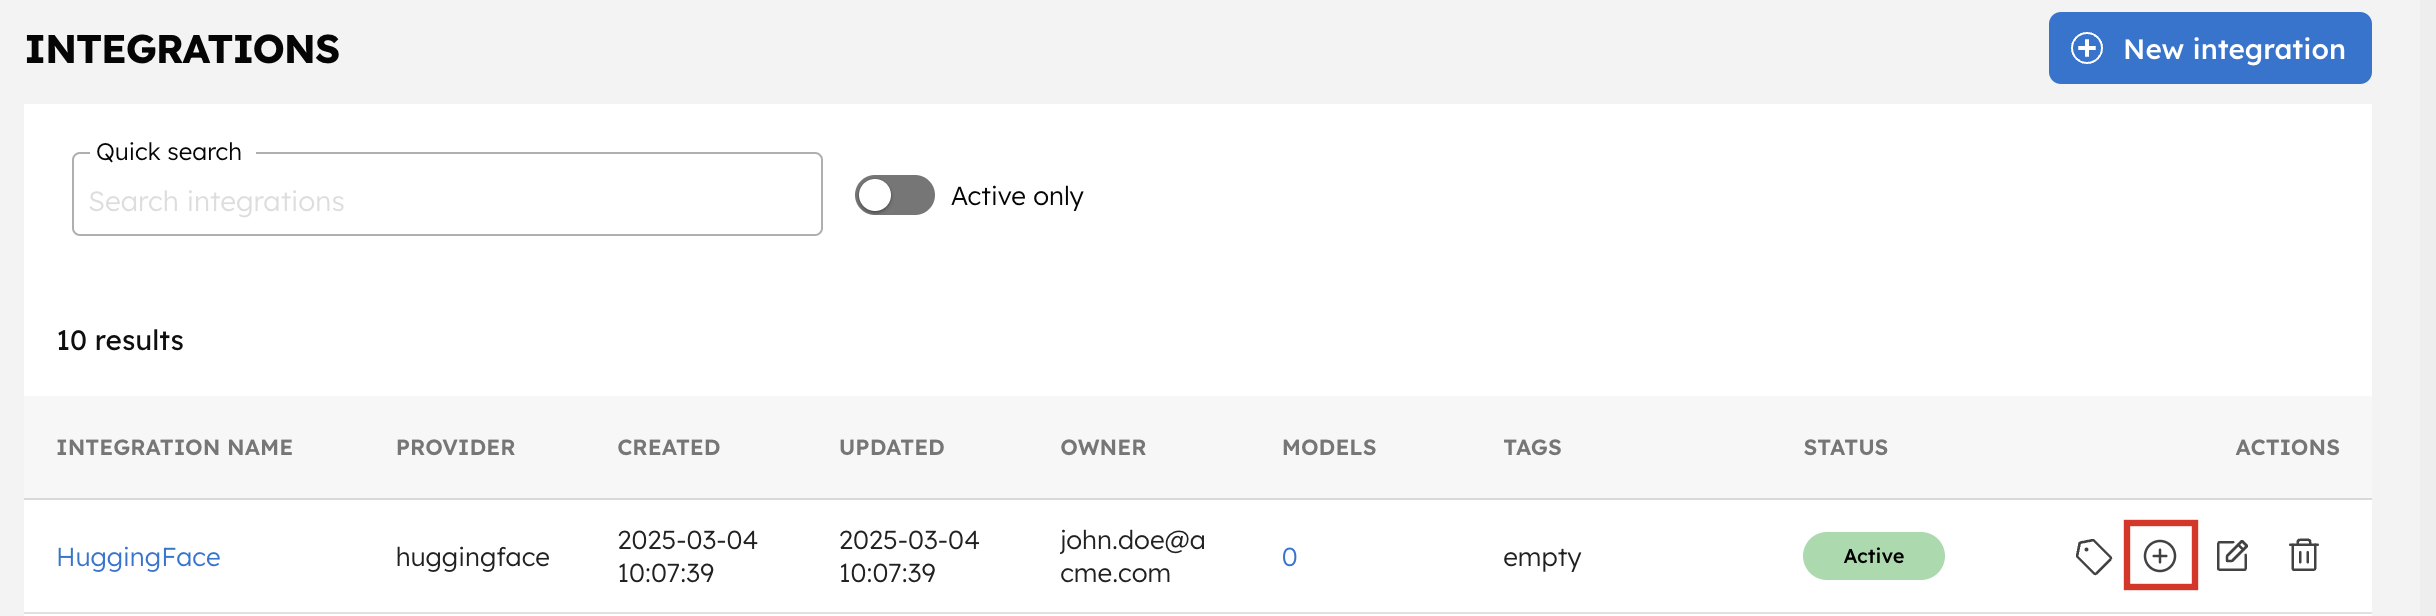 INTEGRATIONS
New integration
Quick search
Search integrations
Active only
10 results
INTEGRATION NAME PROVIDER CREATED UPDATED OWNER MODELS TAGS STATUS ACTIONS
HuggingFace huggingface 2025-03-04 2025-03-04 john.doe@a 0 empty Active
10:07:39 10:07:39 cme.com